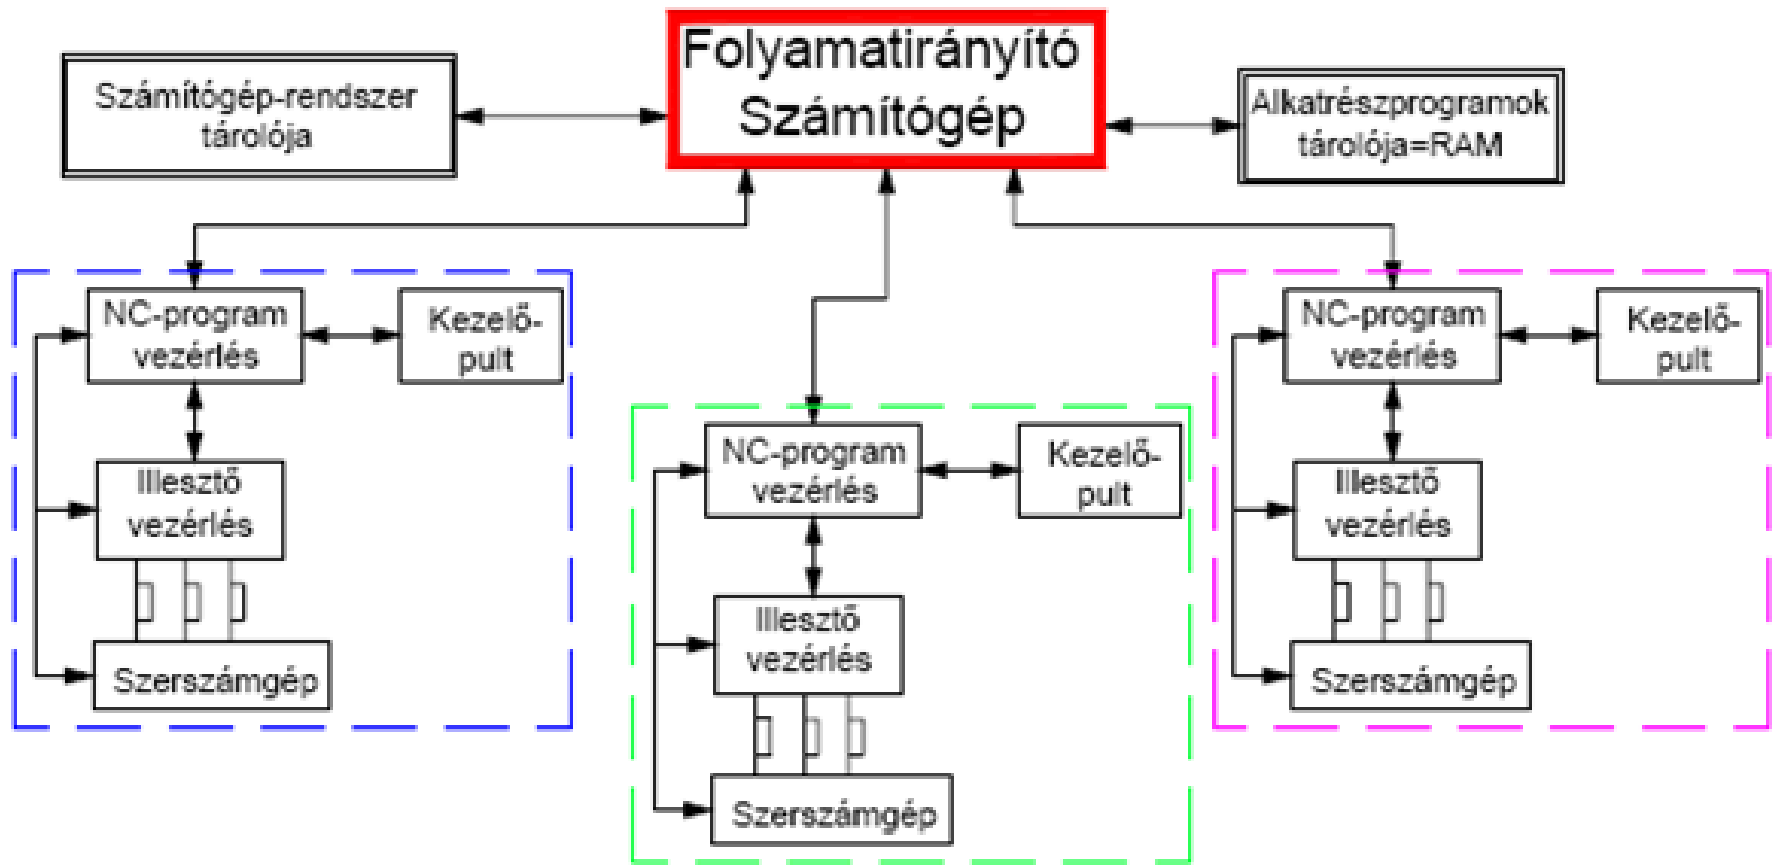 Folyamatirányító
Számítógép
Számítógép-rendszer
tárolója
Alkatrészprogramok
tárolója=RAM
NC-program
vezérlés
Kezelő-
pult
Illesztő
vezérlés
Szerszámgép
NC-program
vezérlés
Kezelő-
pult
Illesztő
vezérlés
Szerszámgép
NC-program
vezérlés
Kezelő-
pult
Illesztő
vezérlés
Szerszámgép